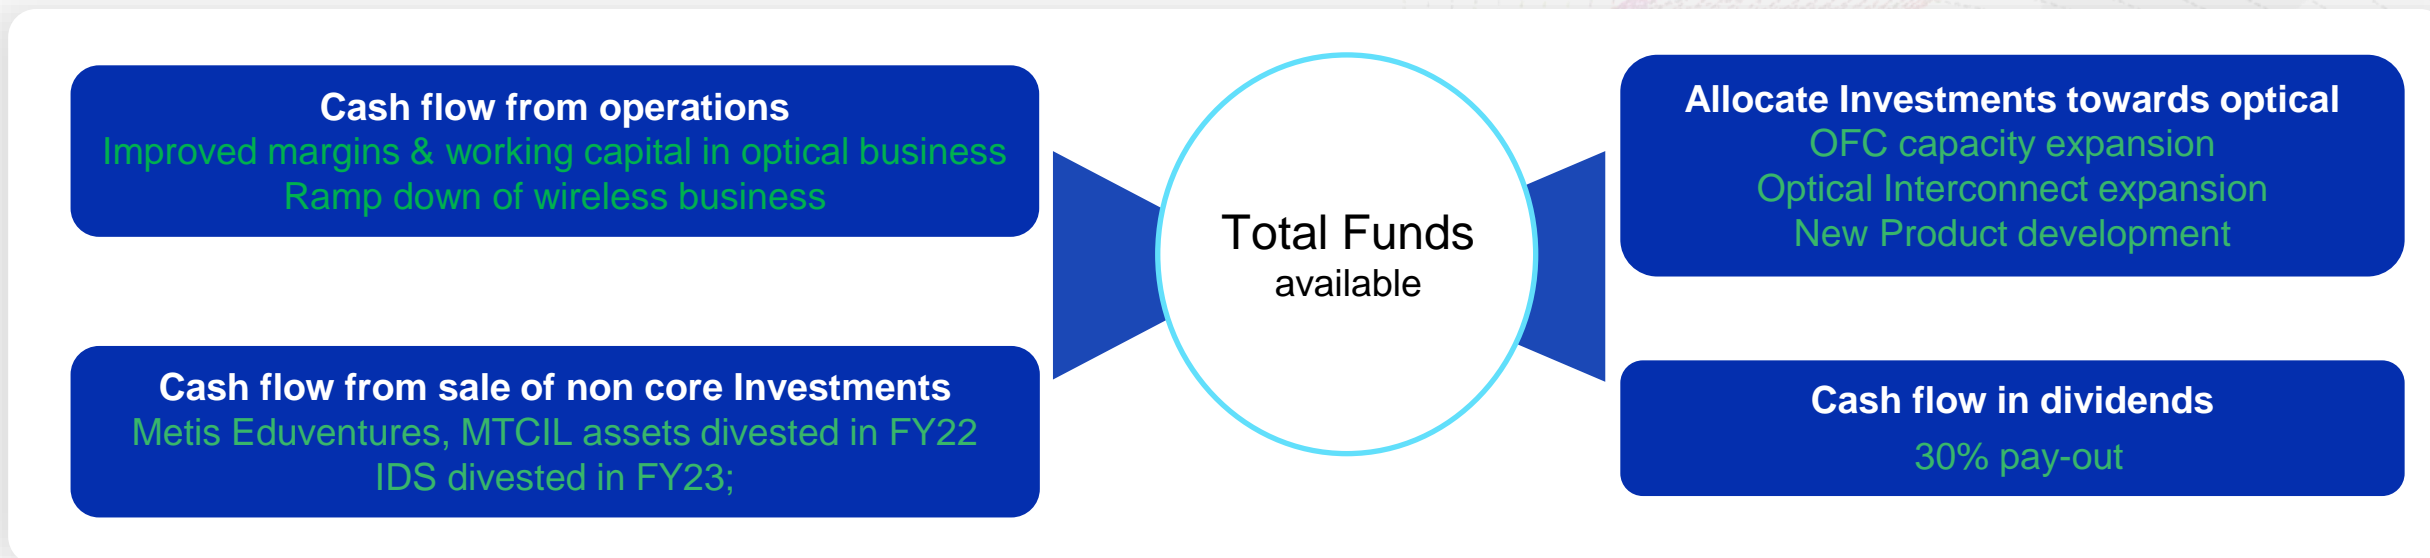 Cash flow from operations
Improved margins & working capital in optical business
Ramp down of wireless business
Cash flow from sale of non core Investments
Metis Eduventures, MTCIL assets divested in FY22
IDS divested in FY23;
Total Funds
available
Allocate Investments towards optical
OFC capacity expansion
Optical Interconnect expansion
New Product development
Cash flow in dividends
30% pay-out